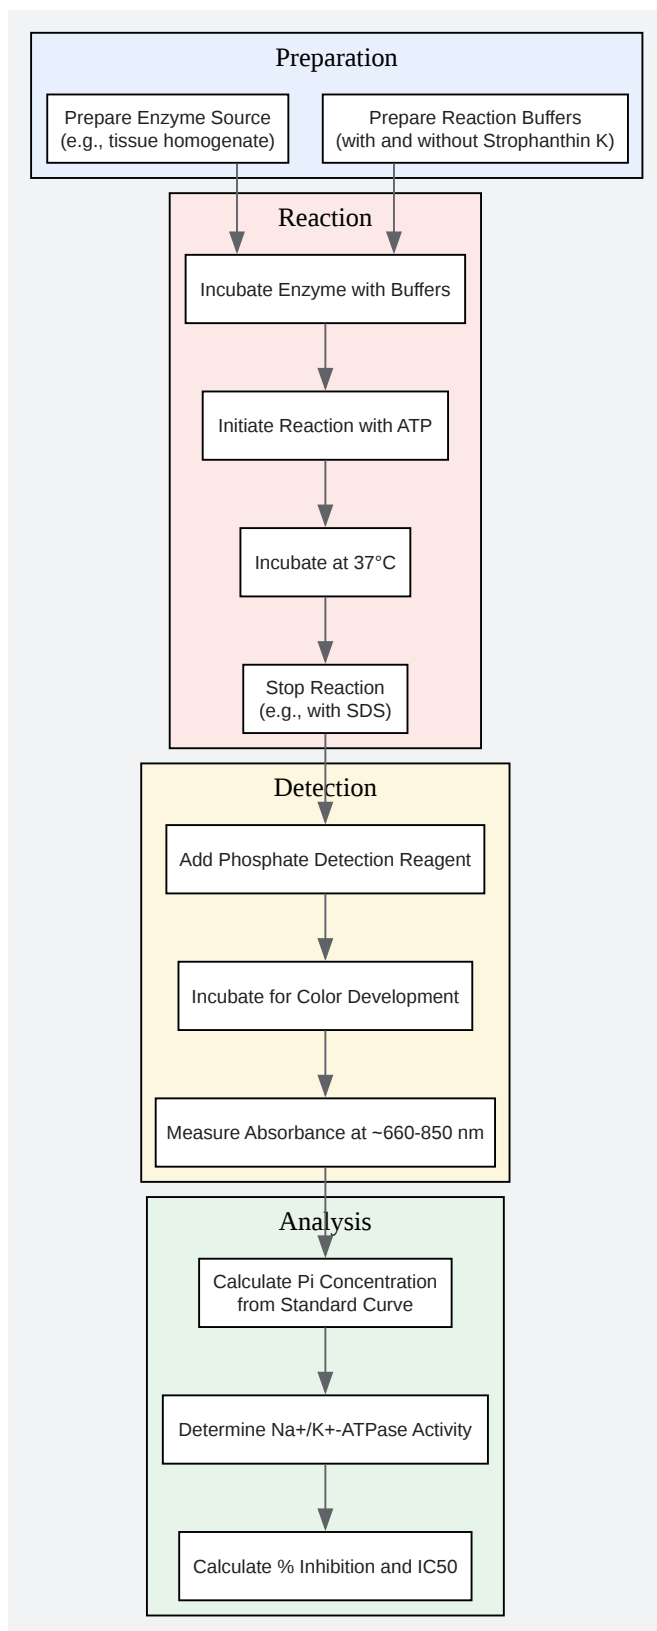 Preparation
Prepare Enzyme Source
(e.g., tissue homogenate)
Prepare Reaction Buffers
(with and without Strophanthin K)
Reaction
Incubate Enzyme with Buffers
Initiate Reaction with ATP
Incubate at 37°C
Stop Reaction
(e.g., with SDS)
Detection
Add Phosphate Detection Reagent
Incubate for Color Development
Measure Absorbance at ~660-850 nm
Analysis
Calculate Pi Concentration
from Standard Curve
Determine Na+/K+-ATPase Activity
Calculate % Inhibition and IC50